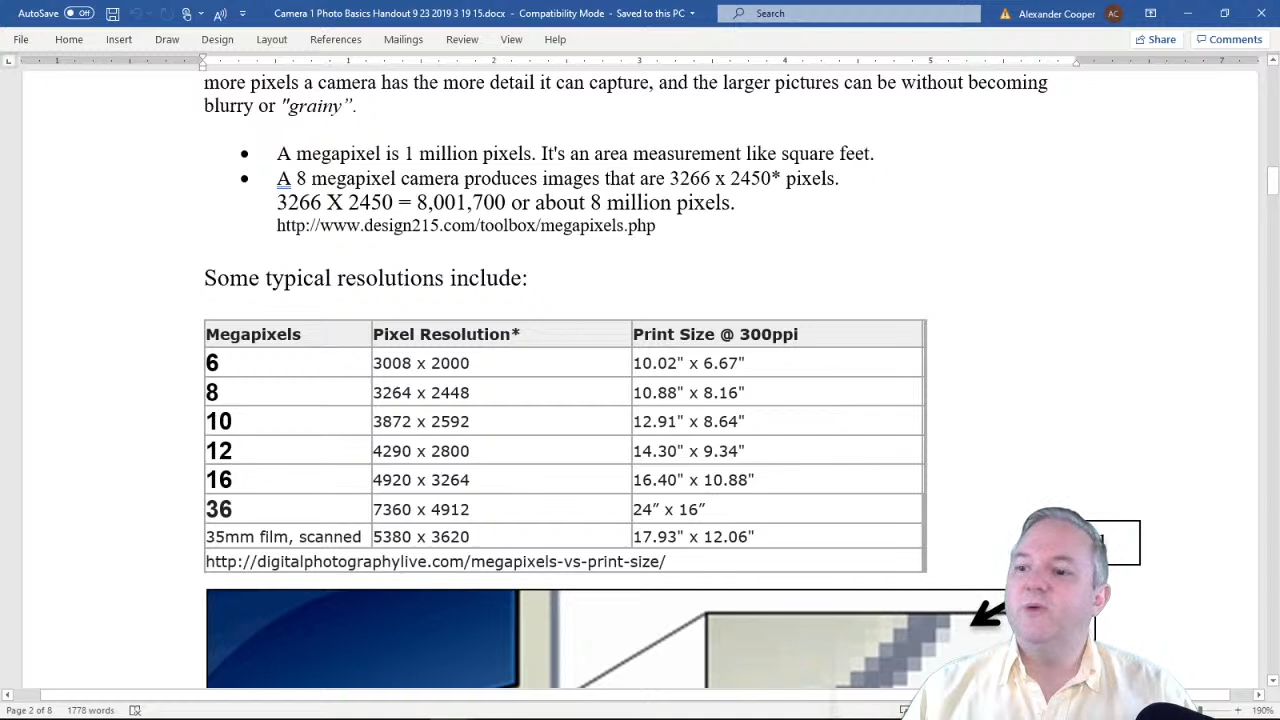 AutoSave Off Camera 1 Photo Basics Handout 9 23 2019 3 19 15.docx - Compatibility Mode - Saved to this PC Search Alexander Cooper AC
File Home Insert Draw Design Layout References Mailings Review View Help Share Comments
1 1 2 3 4 5 7
more pixels a camera has the more detail it can capture, and the larger pictures can be without becoming
blurry or "grainy”.
• A megapixel is 1 million pixels. It's an area measurement like square feet.
• A 8 megapixel camera produces images that are 3266 x 2450* pixels.
3266 X 2450 = 8,001,700 or about 8 million pixels.
http://www.design215.com/toolbox/megapixels.php
Some typical resolutions include:
Megapixels Pixel Resolution* Print Size @ 300ppi
6 3008 x 2000 10.02" x 6.67"
8 3264 x 2448 10.88" x 8.16"
10 3872 x 2592 12.91" x 8.64"
12 4290 x 2800 14.30" x 9.34"
16 4920 x 3264 16.40" x 10.88"
36 7360 x 4912 24” x 16”
35mm film, scanned 5380 x 3620 17.93" x 12.06"
http://digitalphotographylive.com/megapixels-vs-print-size/
Page 2 of 8 1778 words 190%